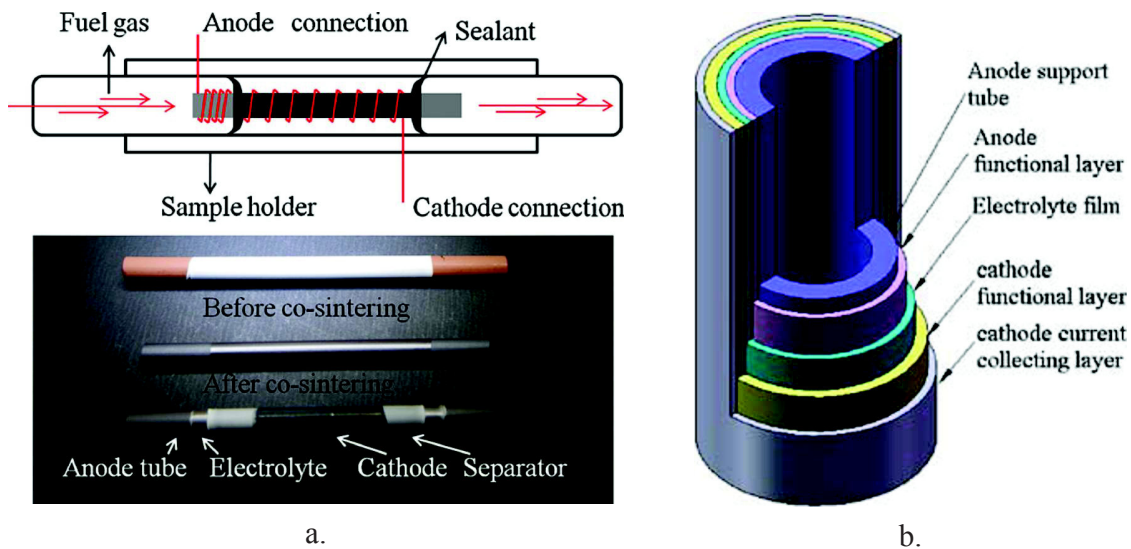 Fuel gas
Anode connection
Sealant
Sample holder
Cathode connection
Before co-sintering
After co-sintering
Anode tube
Electrolyte
Cathode
Separator
a.
Anode support
tube
Anode
functional layer
Electrolyte film
cathode
functional layer
cathode current
collecting layer
b.